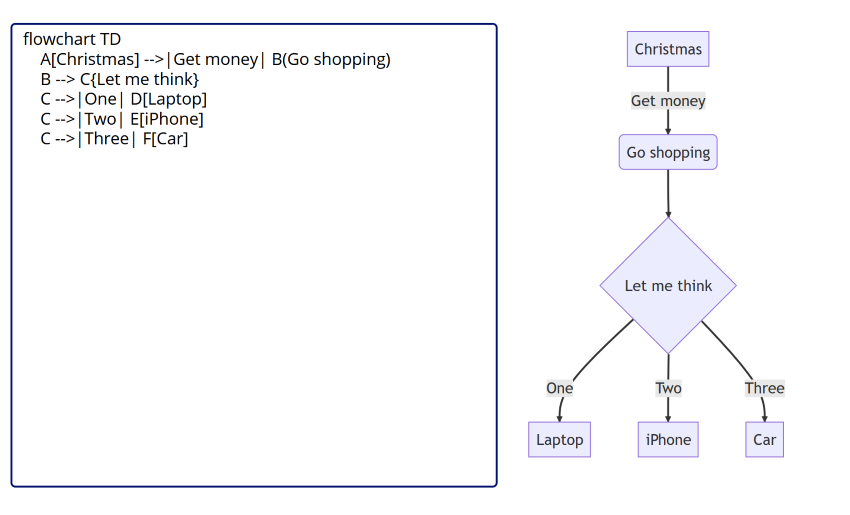 flowchart TD
    A[Christmas] -->|Get money| B(Go shopping)
    B --> C{Let me think}
    C -->|One| D[Laptop]
    C -->|Two| E[iPhone]
    C -->|Three| F[Car]
Christmas
Get money
Go shopping
Let me think
One Two Three
Laptop iPhone Car